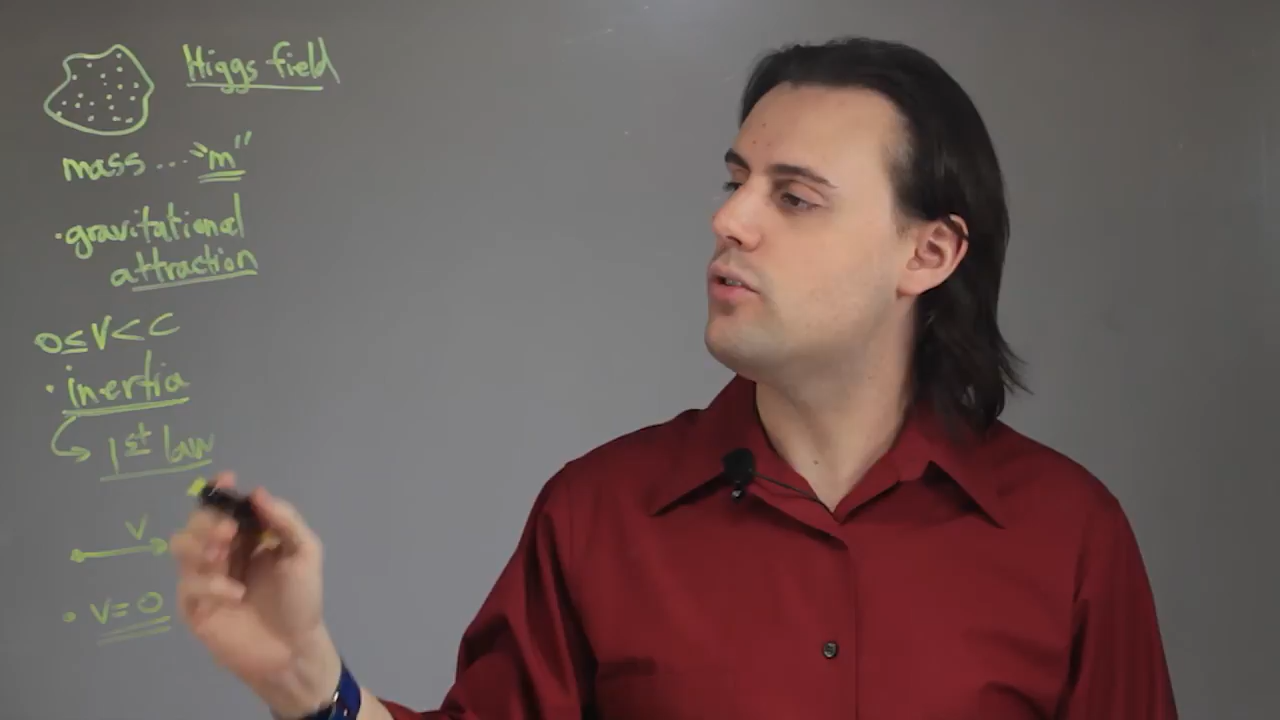 Higgs field
mass... "m"
• gravitational
attraction
0 ≤ V < C
• inertia
1st law
V
• V = 0